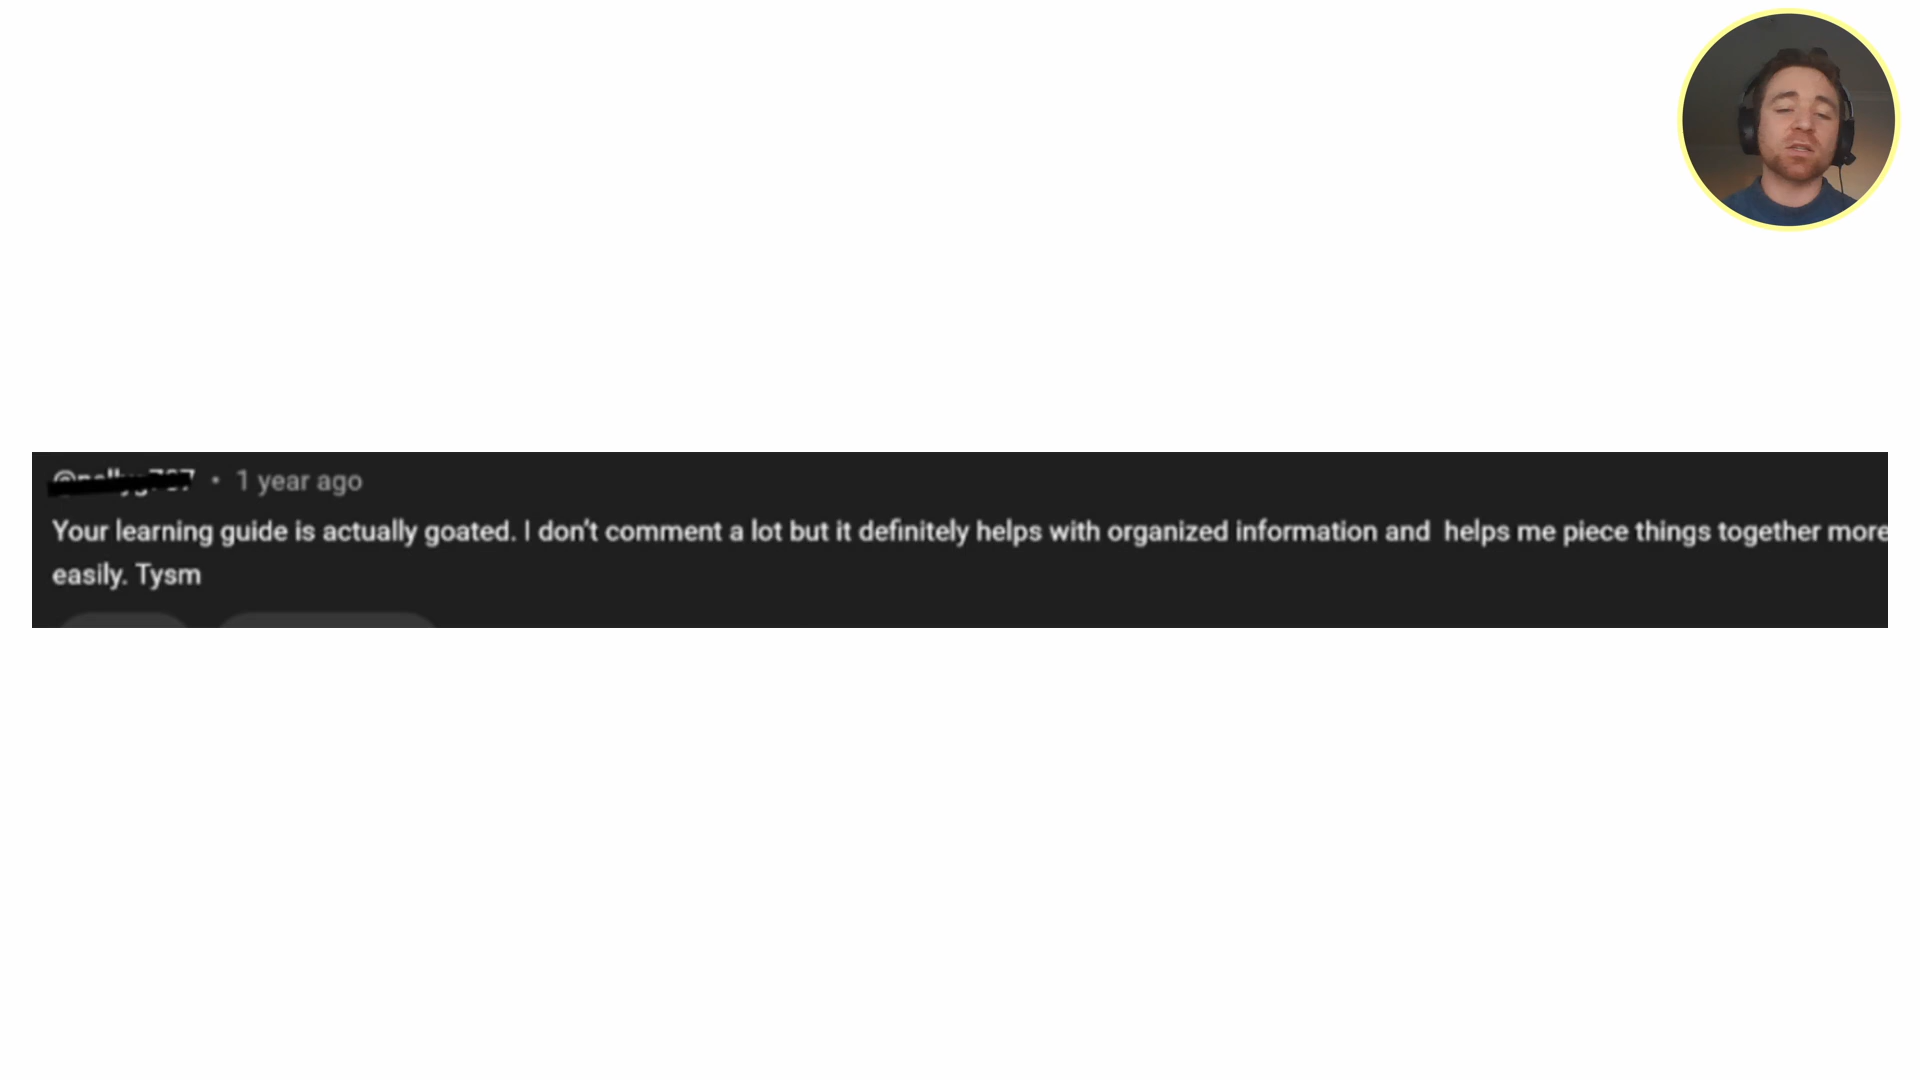 • 1 year ago
Your learning guide is actually goated. I don't comment a lot but it definitely helps with organized information and  helps me piece things together more
easily. Tysm